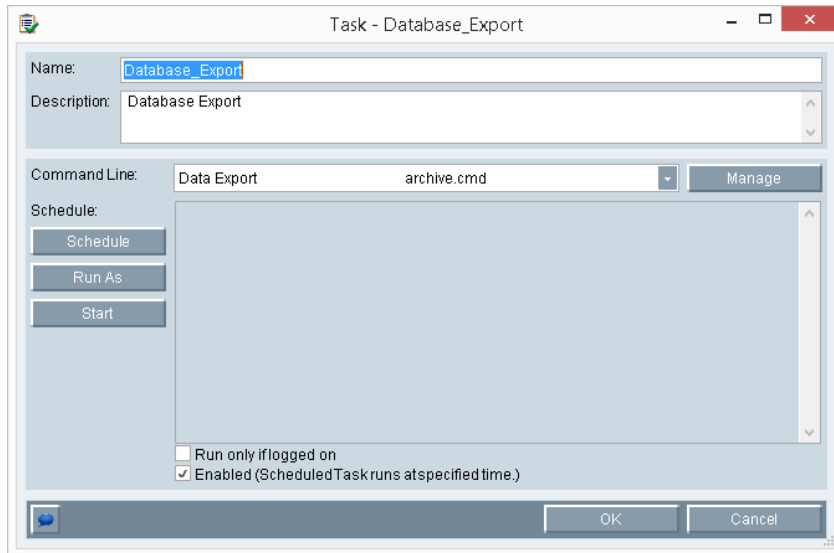 Task - Database_Export
Name: Database_Export
Description: Database Export
Command Line: Data Export archive.cmd Manage
Schedule:
Schedule
Run As
Start
Run only if logged on
Enabled (Scheduled Task runs at specified time.)
OK Cancel